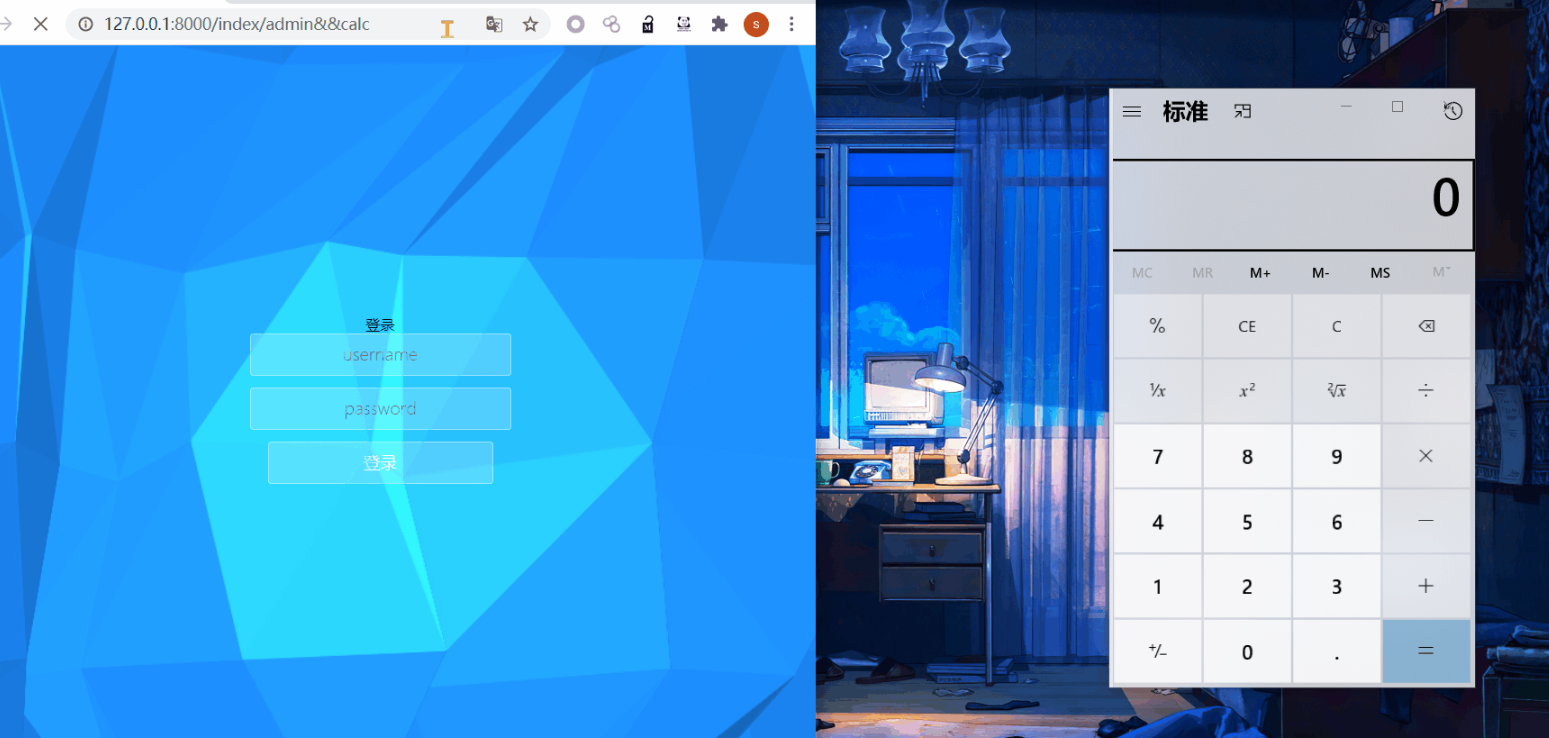 127.0.0.1:8000/index/admin&&calc
S
登录
username
password
登录
标准
0
MC MR M+ M- MS M˅
% CE C
¹/x x² ²√x ÷
7 8 9 ×
4 5 6 −
1 2 3 +
+/− 0 . =